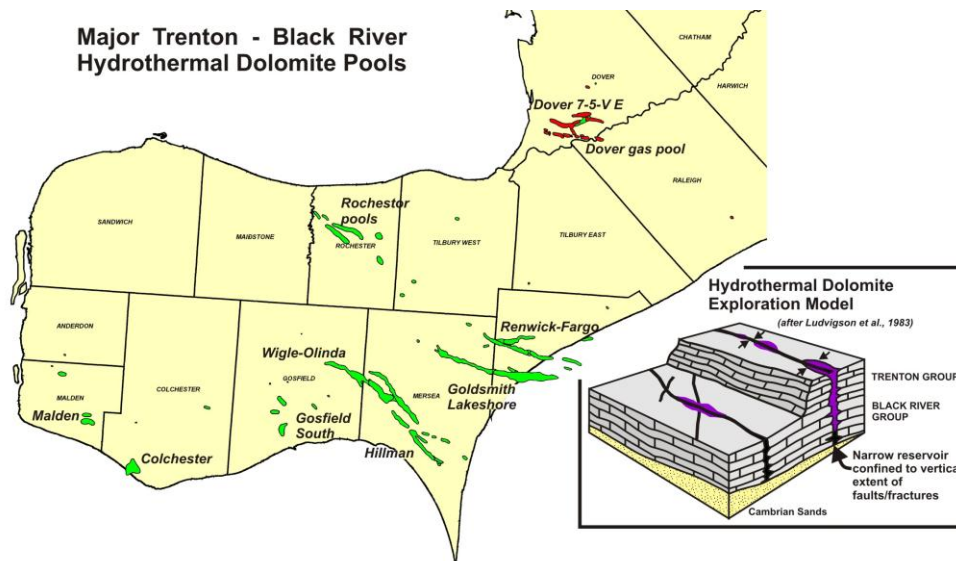 Major Trenton - Black River
Hydrothermal Dolomite Pools
CHATHAM
DOVER
HARWICH
Dover 7-5-V E
Dover gas pool
RALEIGH
Rochestor
pools
SANDWICH
MAIDSTONE
ROCHESTER
TILBURY WEST
TILBURY EAST
Hydrothermal Dolomite
Exploration Model
(after Ludvigson et al., 1983)
ANDERDON
Renwick-Fargo
Wigle-Olinda
TRENTON GROUP
GOSFIELD
COLCHESTER
MERSEA
Goldsmith
Lakeshore
MALDEN
BLACK RIVER
GROUP
Malden
Gosfield
South
Colchester
Hillman
Narrow reservoir
confined to vertica
extent of
faults/fractures
Cambrian Sands